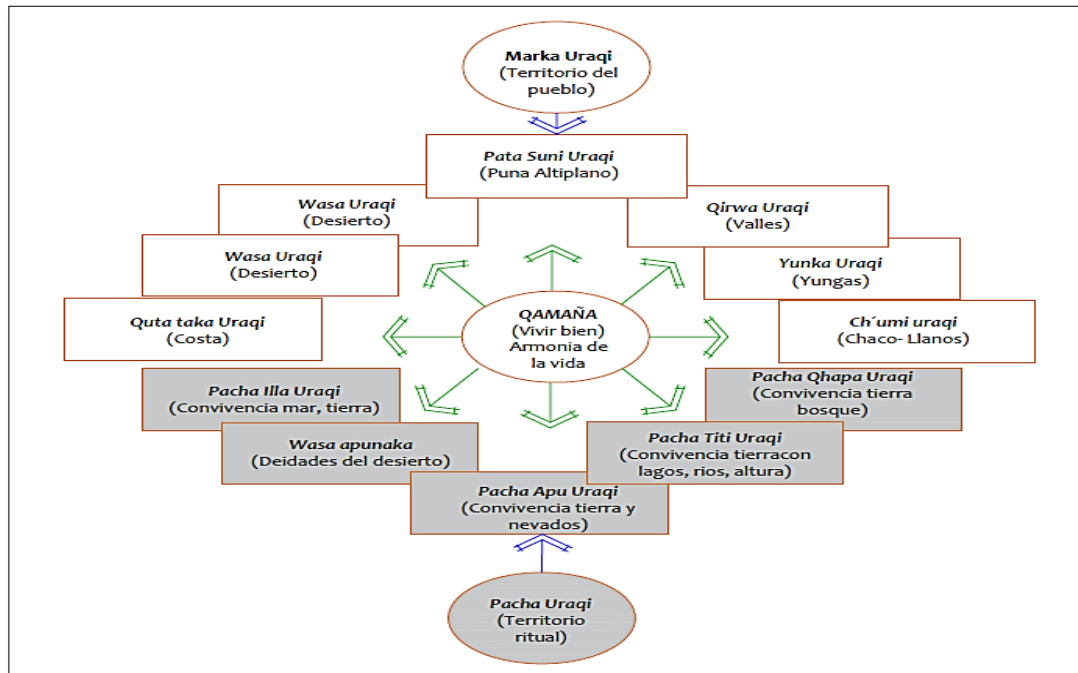 Marka Uraqi
(Territorio del
pueblo)
Pata Suni Uraqi
(Puna Altiplano)
Wasa Uraqi
(Desierto)
Qirwa Uraqi
(Valles)
Wasa Uraqi
(Desierto)
Yunka Uraqi
(Yungas)
Quta taka Uraqi
(Costa)
QAMAÑA
(Vivir bien)
Armonia de
la vida
Ch´umi uraqi
(Chaco- Llanos)
Pacha Illa Uraqi
(Convivencia mar, tierra)
Pacha Qhapa Uraqi
(Convivencia tierra
bosque)
Wasa apunaka
(Deidades del desierto)
Pacha Titi Uraqi
(Convivencia tierracon
lagos, rios, altura)
Pacha Apu Uraqi
(Convivencia tierra y
nevados)
Pacha Uraqi
(Territorio
ritual)